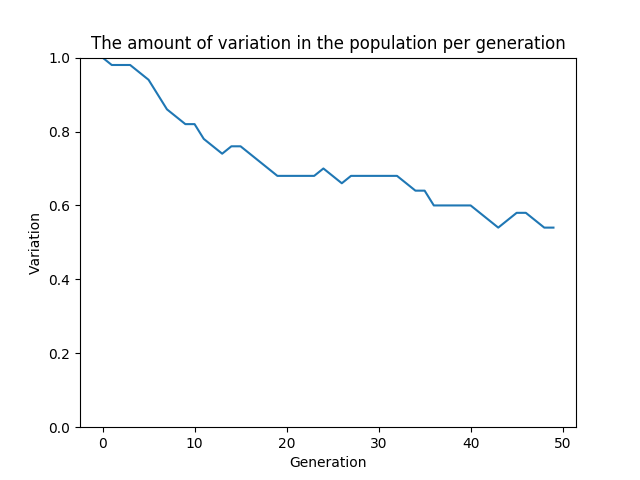 The amount of variation in the population per generation
1.0
0.8
0.6
0.4
0.2
0.0
Variation
0 10 20 30 40 50
Generation